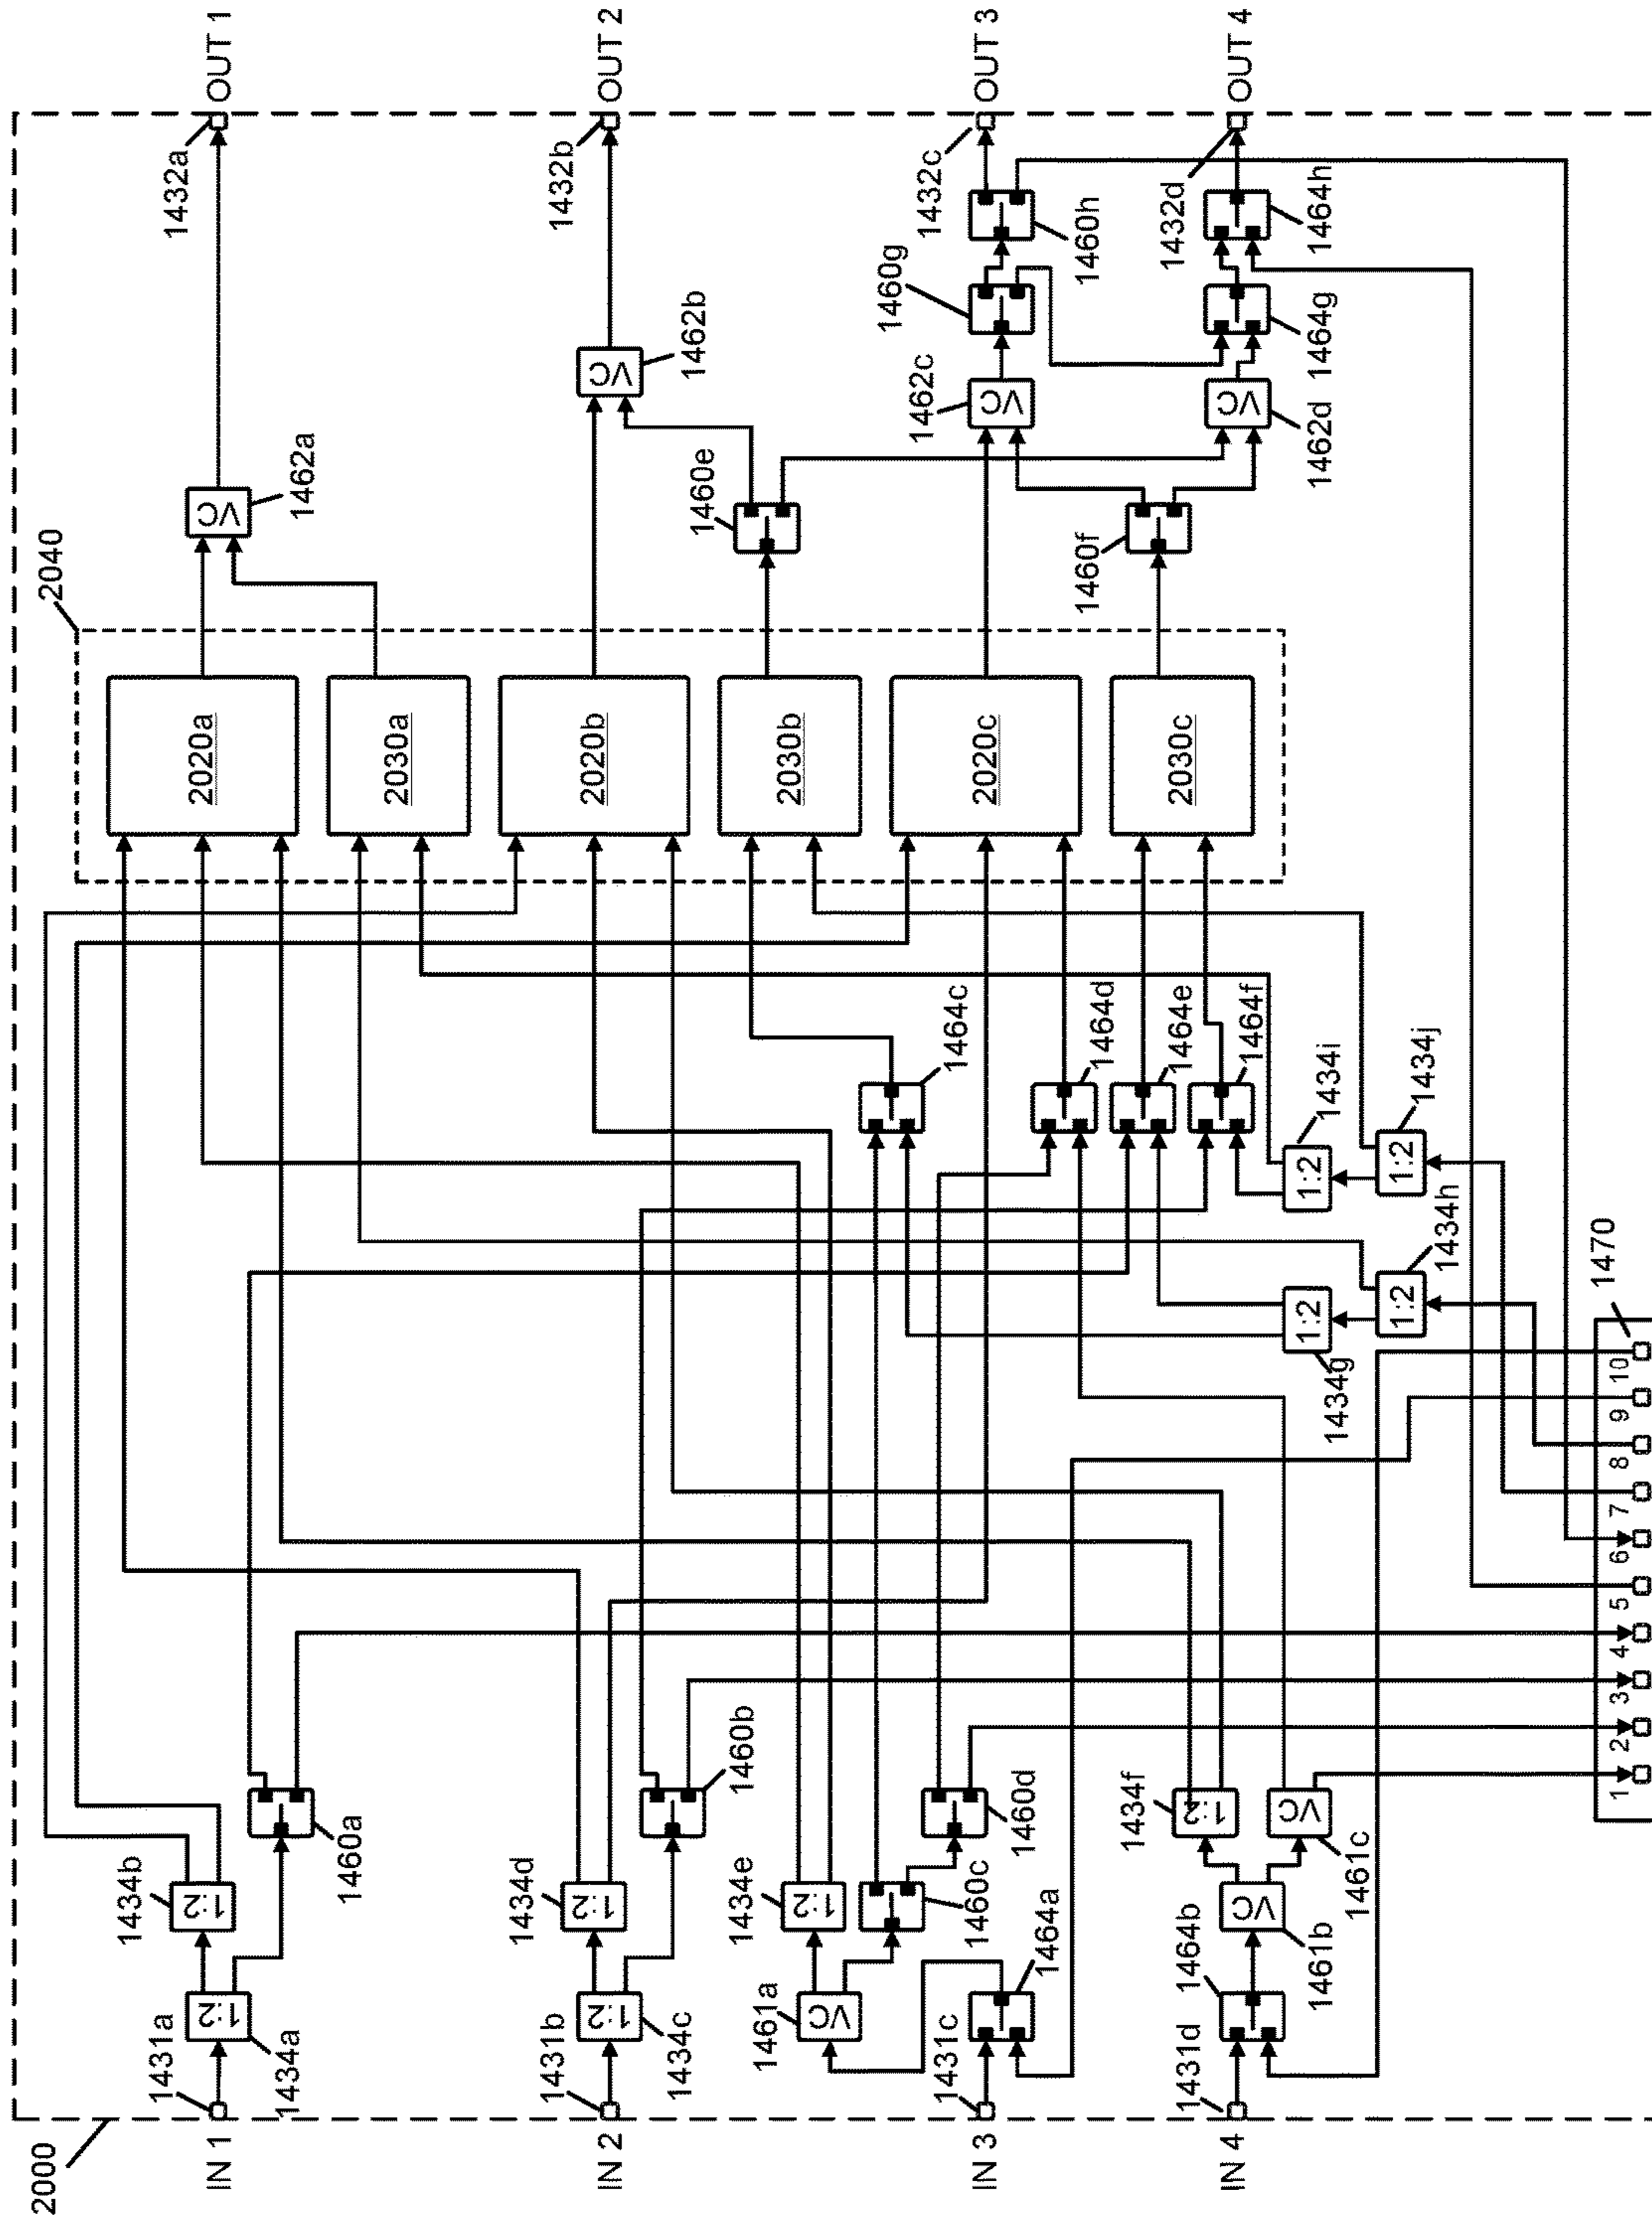 2000
2040
IN 1
1431a
1434a
1:2
1434b
1:2
1460a
2020a
2030a
VC
1462a
1432a
OUT 1
IN 2
1431b
1434c
1:2
1434d
1:2
1460b
2020b
2030b
1460e
VC
1462b
1432b
OUT 2
1461a
VC
1434e
1:2
1460c
1460d
1464c
IN 3
1431c
1464a
1464d
1464e
1464f
2020c
2030c
1460f
VC
1462c
1460g
1460h
1432c
OUT 3
IN 4
1431d
1464b
VC
1461b
1434f
1:2
VC
1461c
1:2
1434g
1:2
1434h
1:2
1434i
1:2
1434j
VC
1462d
1464g
1464h
1432d
OUT 4
1470
1 2 3 4 5 6 7 8 9 10